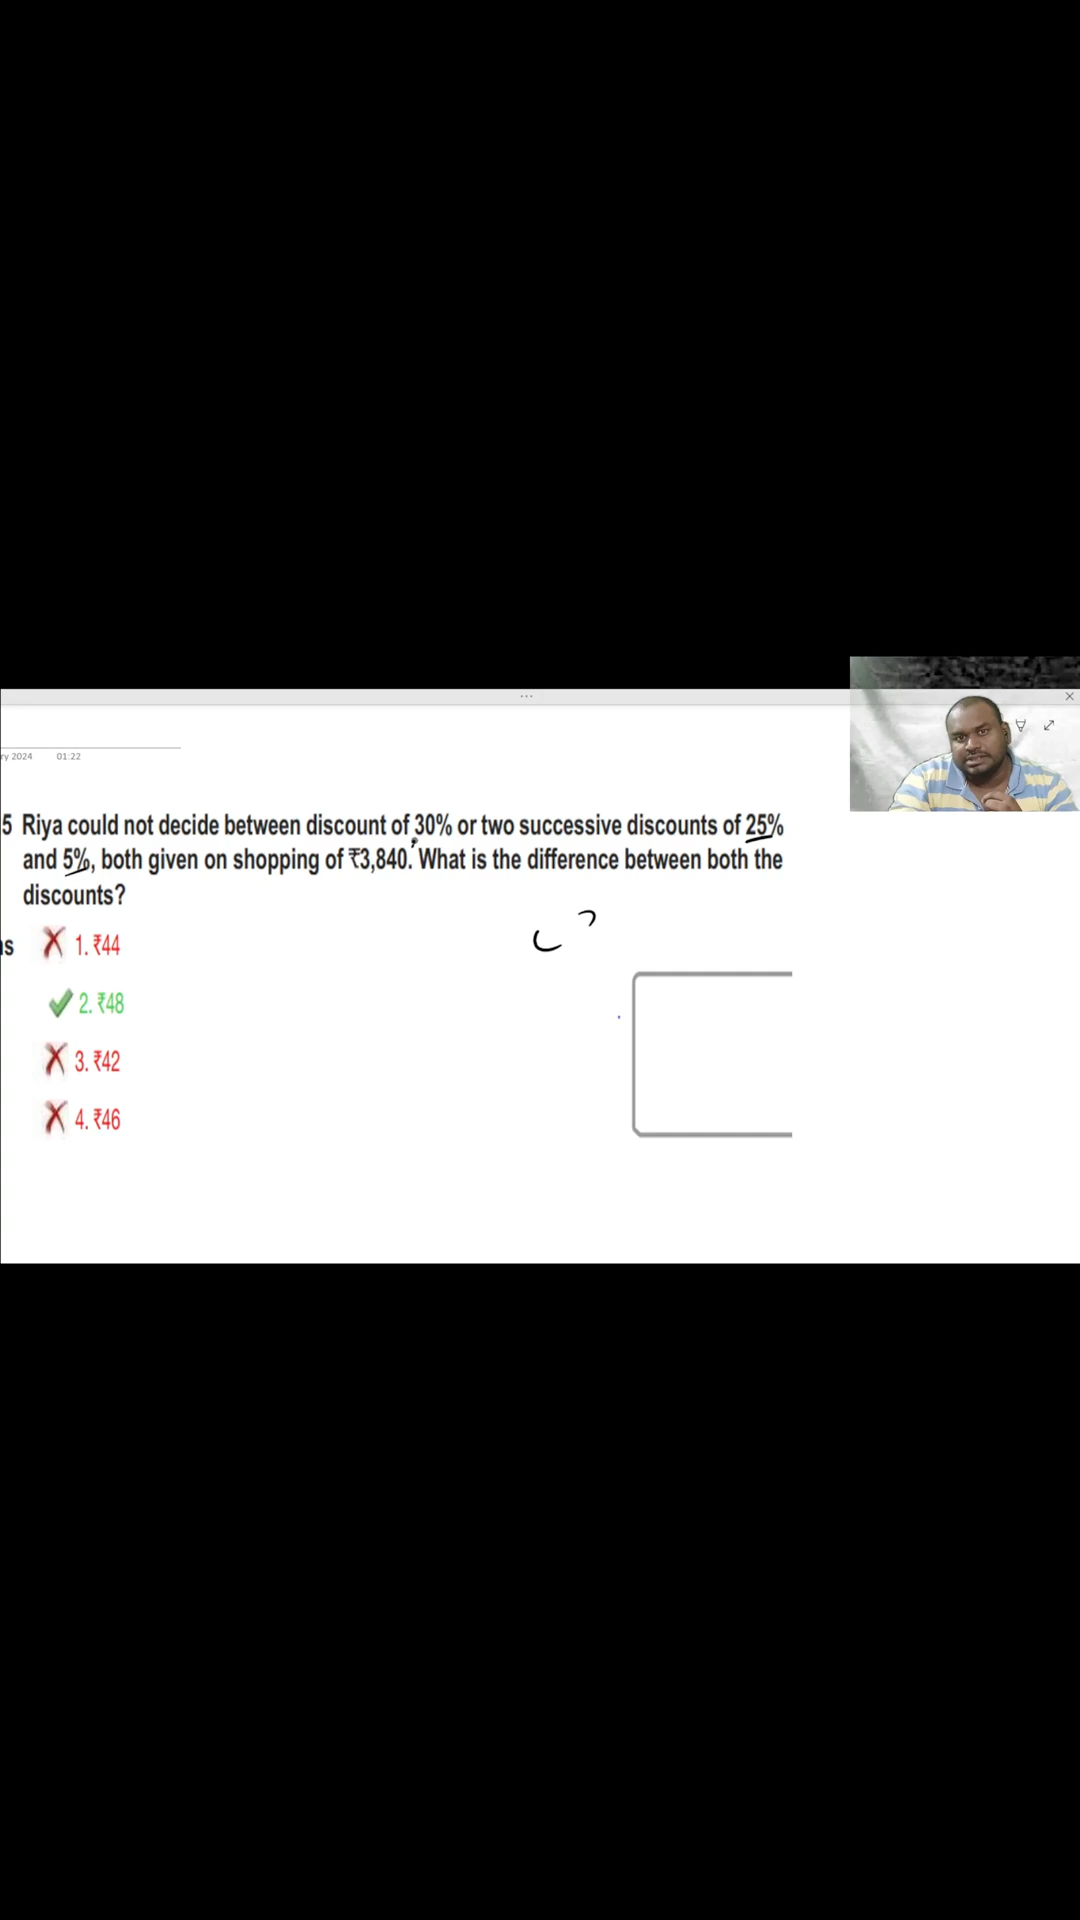 ry 2024 01:22
5 Riya could not decide between discount of 30% or two successive discounts of 25%
and 5%, both given on shopping of ₹3,840. What is the difference between both the
discounts?
ns
1. ₹44
2. ₹48
3. ₹42
4. ₹46